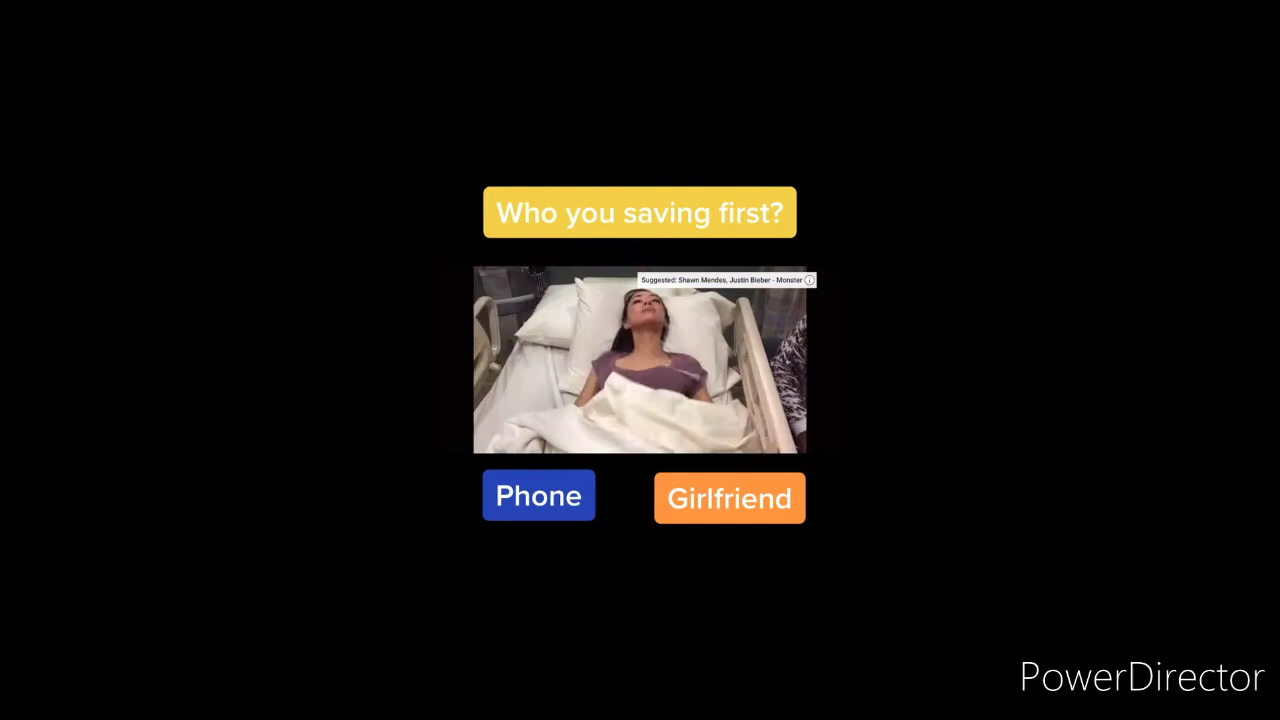 Who you saving first?
Suggested: Shawn Mendes, Justin Bieber - Monster
Phone
Girlfriend
PowerDirector